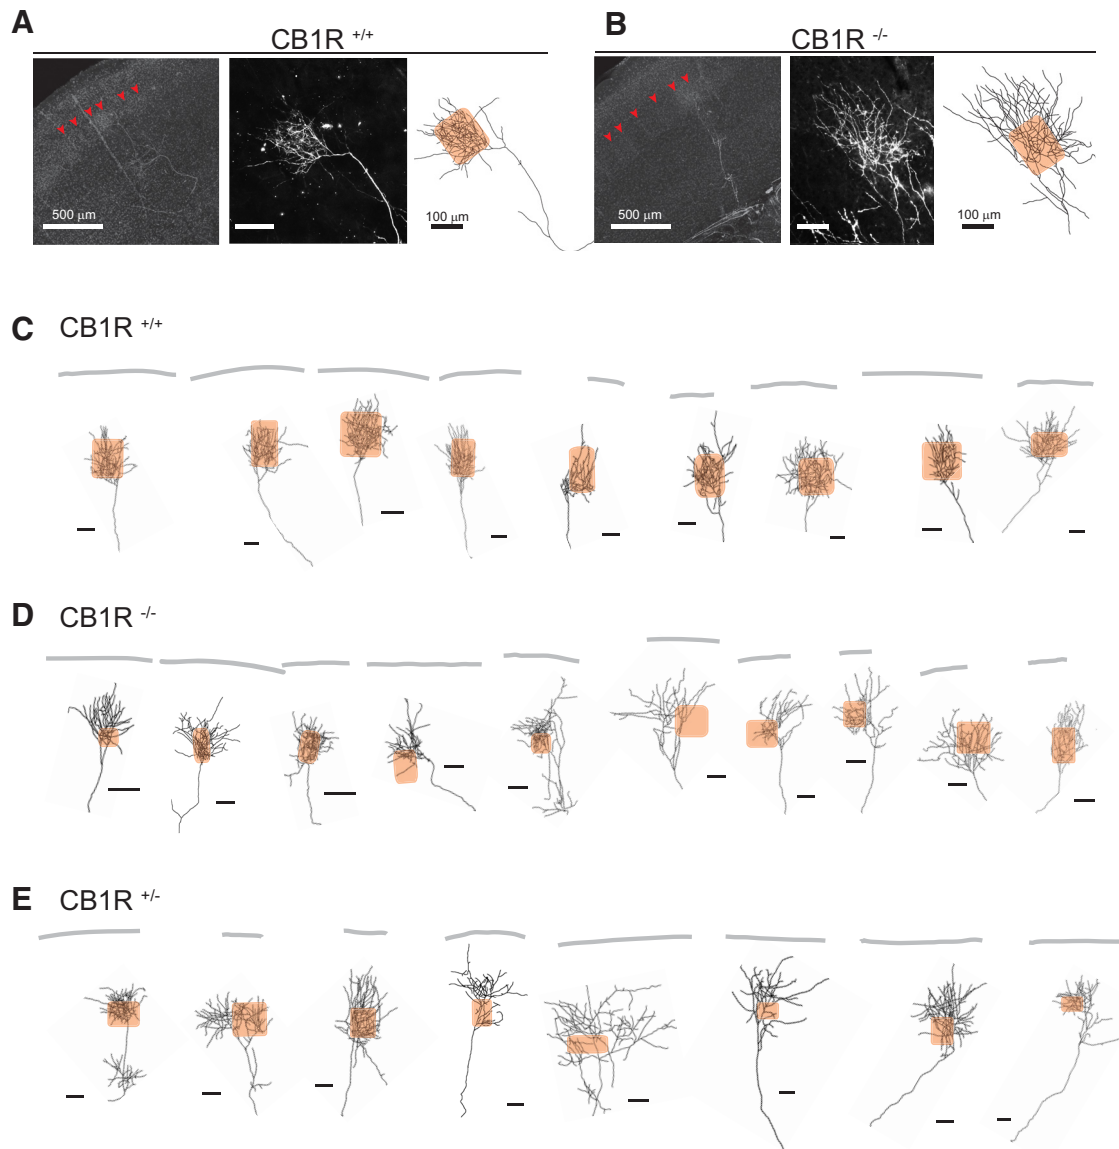 A
CB1R +/+
500 μm
100 μm
B
CB1R -/-
500 μm
100 μm
C CB1R +/+
D CB1R -/-
E CB1R +/-